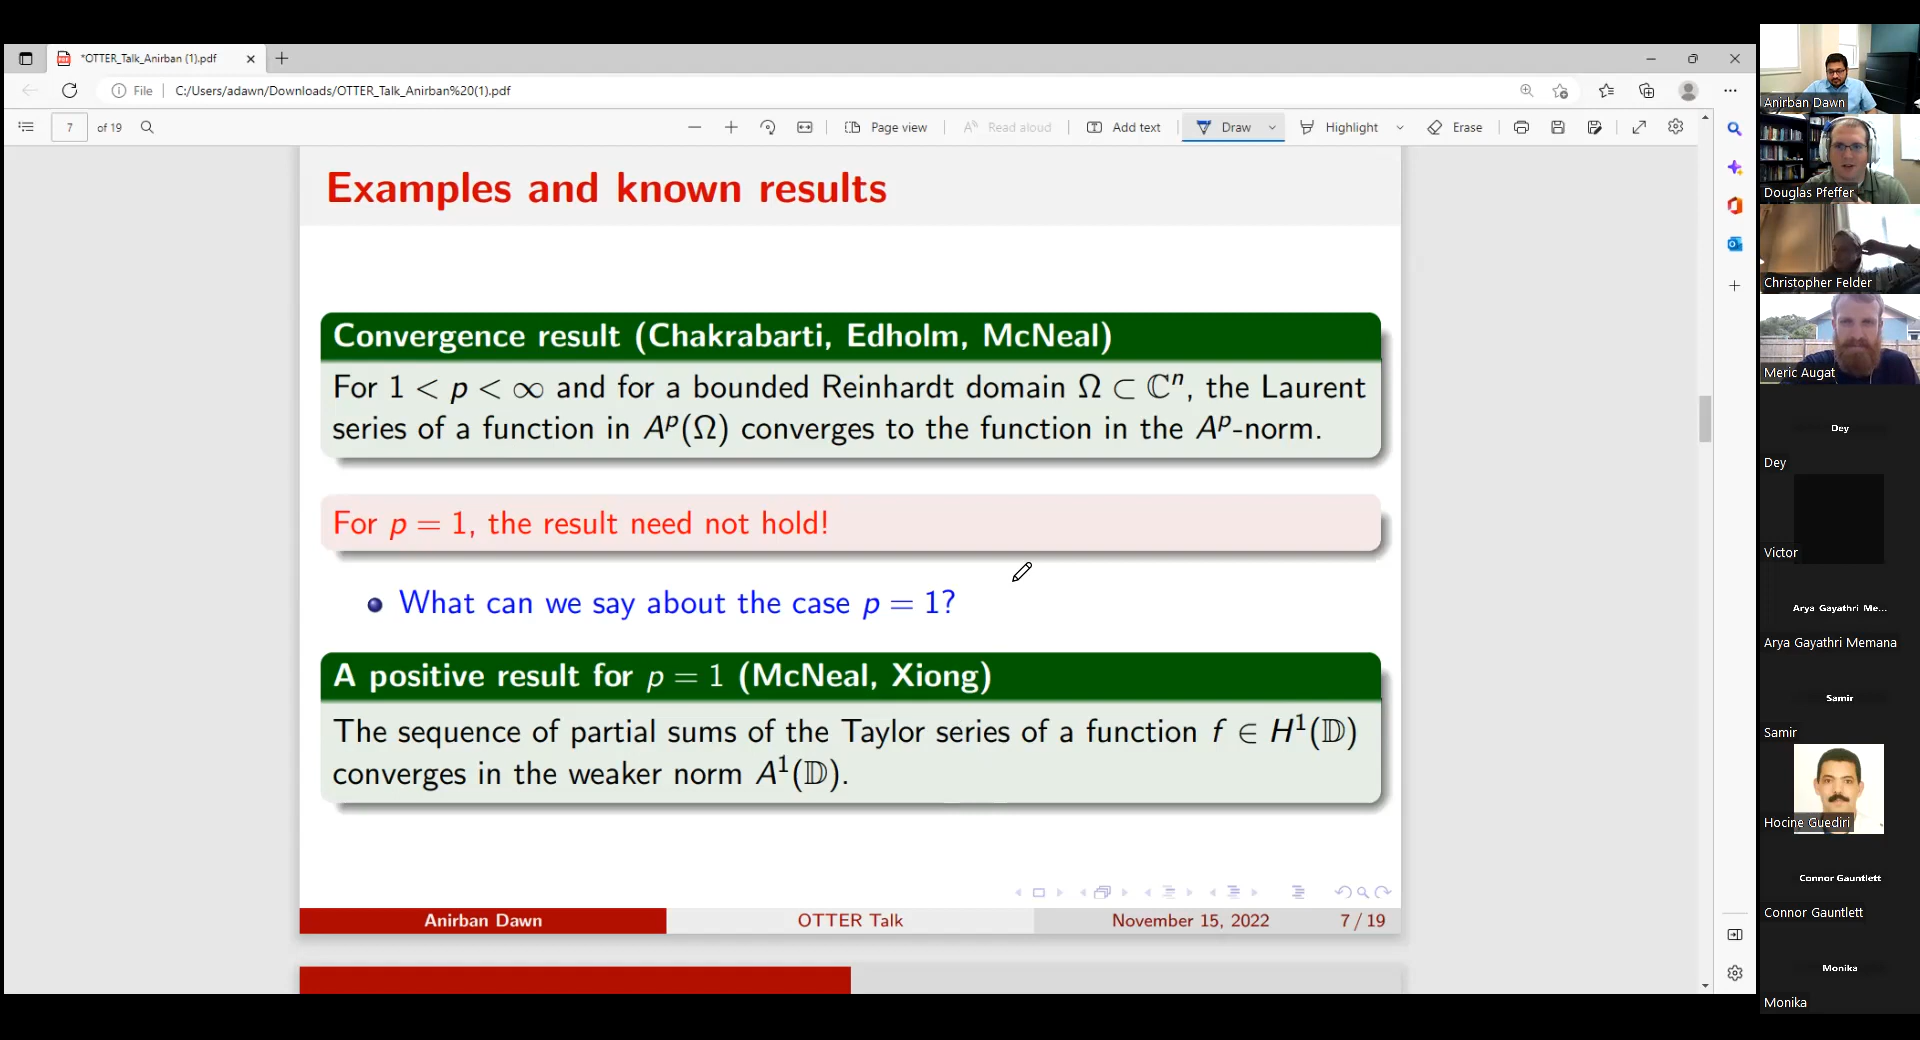 *OTTER_Talk_Anirban (1).pdf
File
C:/Users/adawn/Downloads/OTTER_Talk_Anirban%20(1).pdf
7 of 19
Page view
Read aloud
Add text
Draw
Highlight
Erase
Examples and known results
Convergence result (Chakrabarti, Edholm, McNeal)
For 1 < p < ∞ and for a bounded Reinhardt domain Ω ⊂ ℂⁿ, the Laurent
series of a function in Aᵖ(Ω) converges to the function in the Aᵖ-norm.
For p = 1, the result need not hold!
What can we say about the case p = 1?
A positive result for p = 1 (McNeal, Xiong)
The sequence of partial sums of the Taylor series of a function f ∈ H¹(𝔻)
converges in the weaker norm A¹(𝔻).
Anirban Dawn
OTTER Talk
November 15, 2022
7 / 19
Anirban Dawn
Douglas Pfeffer
Christopher Felder
Meric Augat
Dey
Dey
Victor
Arya Gayathri Me...
Arya Gayathri Memana
Samir
Samir
Hocine Guediri
Connor Gauntlett
Connor Gauntlett
Monika
Monika